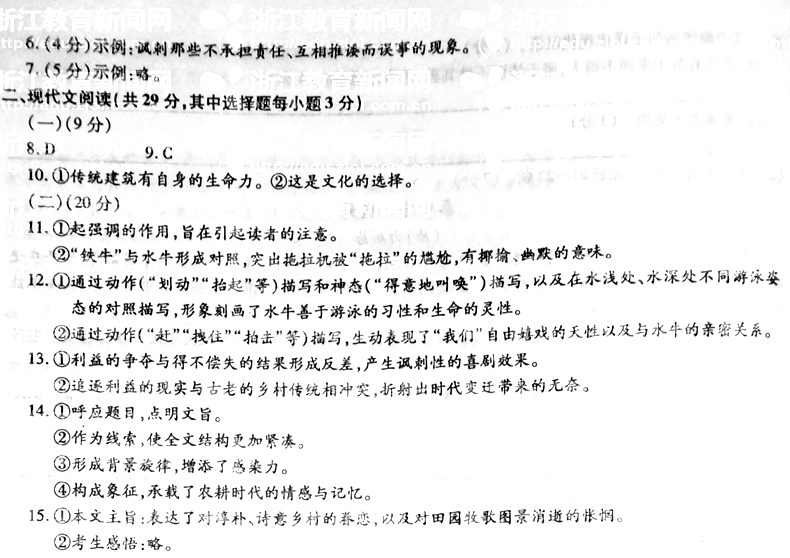 浙江教育新闻网
6.(4分)示例:讽刺那些不承担责任、互相推诿而误事的现象。
7.(5分)示例:略。
二、现代文阅读(共29分,其中选择题每小题3分)
(一)(9分)
8.D 9.C
10.①传统建筑有自身的生命力。②这是文化的选择。
(二)(20分)
11.①起强调的作用,旨在引起读者的注意。
②“铁牛”与水牛形成对照,突出拖拉机被“拖拉”的尴尬,有揶揄、幽默的意味。
12.①通过动作(“划动”“抬起”等)描写和神态(“得意地叫唤”)描写,以及在水浅处、水深处不同游泳姿
态的对照描写,形象刻画了水牛善于游泳的习性和生命的灵性。
②通过动作(“赶”“拽住”“拍击”等)描写,生动表现了“我们”自由嬉戏的天性以及与水牛的亲密关系。
13.①利益的争夺与得不偿失的结果形成反差,产生讽刺性的喜剧效果。
②追逐利益的现实与古老的乡村传统相冲突,折射出时代变迁带来的无奈。
14.①呼应题目,点明文旨。
②作为线索,使全文结构更加紧凑。
③形成背景旋律,增添了感染力。
④构成象征,承载了农耕时代的情感与记忆。
15.①本文主旨:表达了对淳朴、诗意乡村的眷恋,以及对田园牧歌图景消逝的怅惘。
②考生感悟:略。